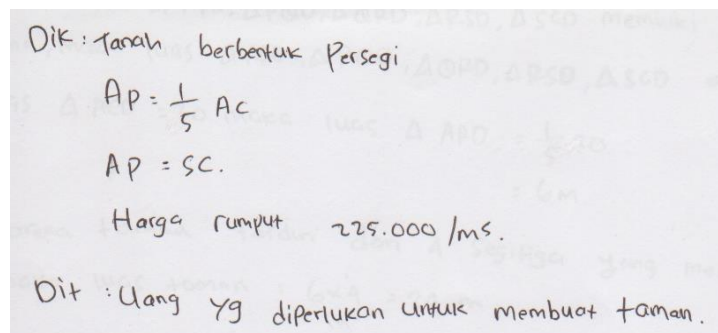 Dik : Tanah berbentuk Persegi
AP = 1/5 AC
AP = SC.
Harga rumput 225.000 /ms.
Dit : Uang yg diperlukan untuk membuat taman.